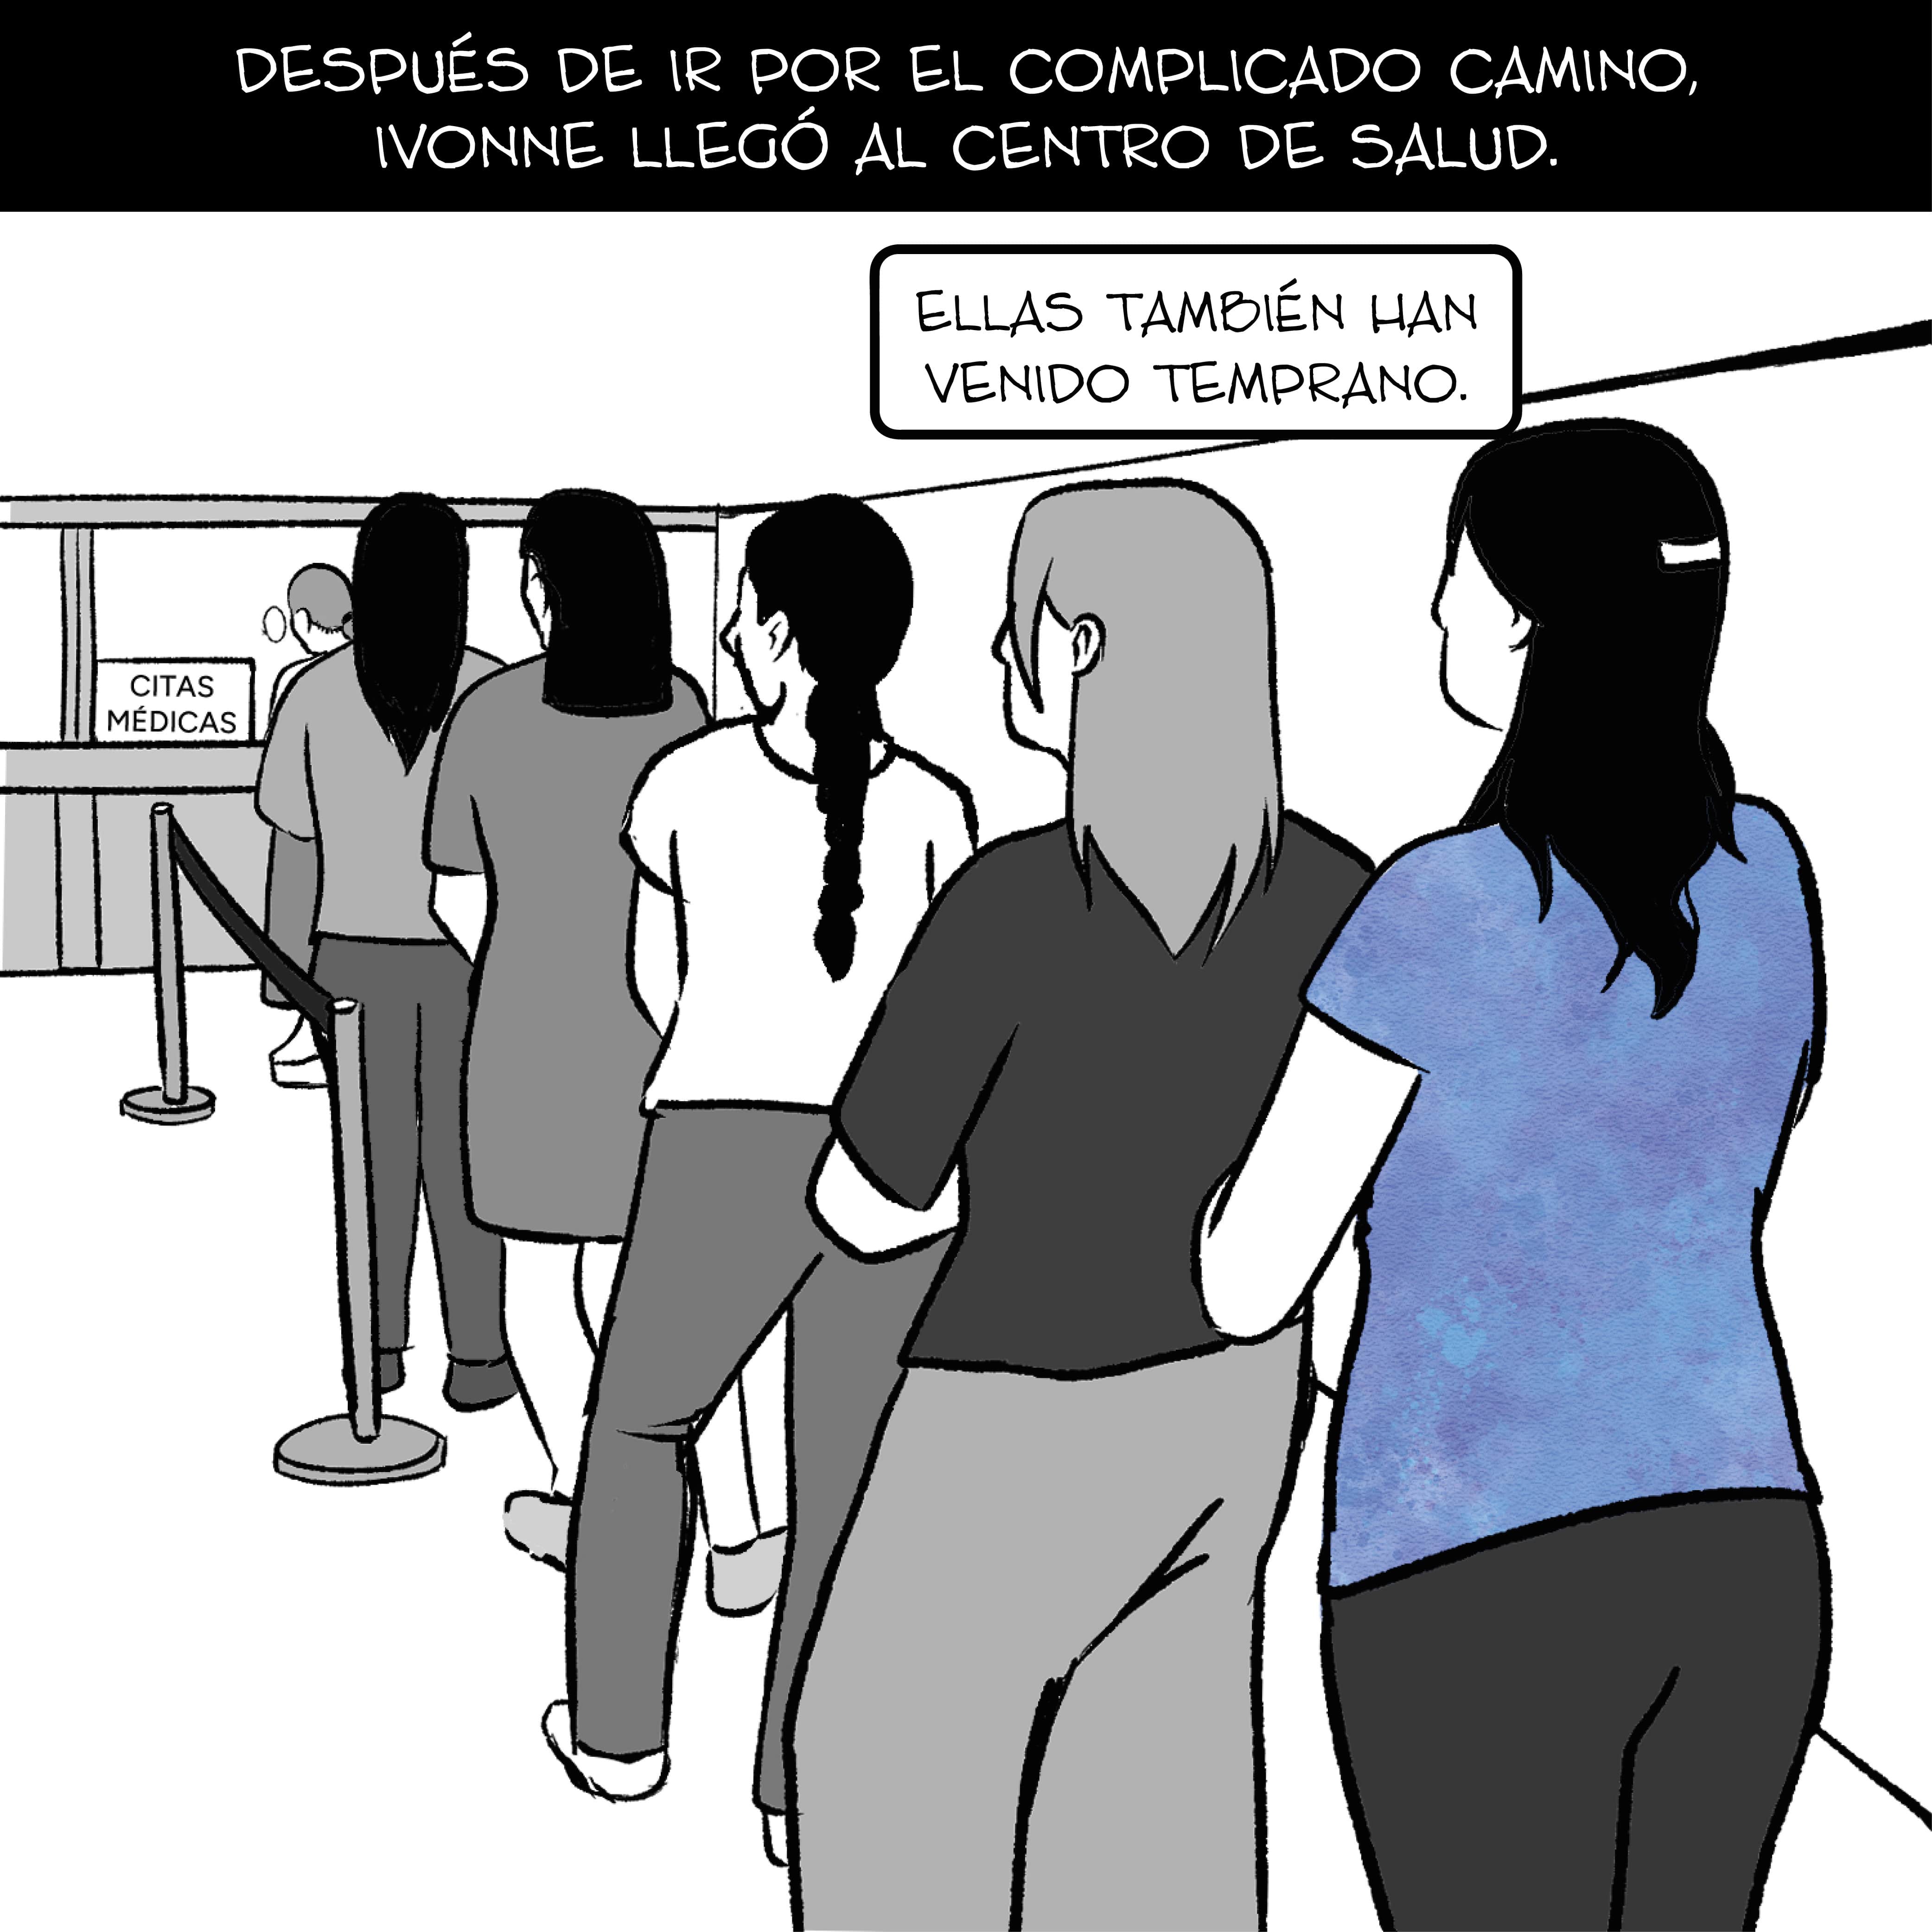 DESPUÉS DE IR POR EL COMPLICADO CAMINO,
IVONNE LLEGÓ AL CENTRO DE SALUD.
ELLAS TAMBIÉN HAN
VENIDO TEMPRANO.
CITAS
MÉDICAS